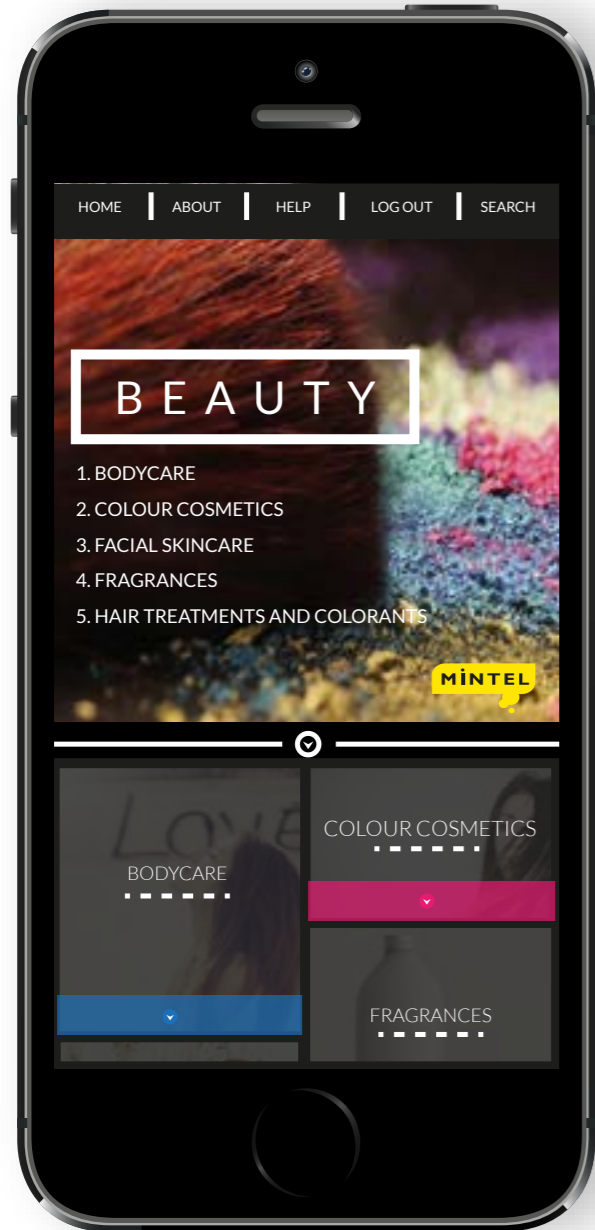 HOME ABOUT HELP LOG OUT SEARCH
BEAUTY
1. BODYCARE
2. COLOUR COSMETICS
3. FACIAL SKINCARE
4. FRAGRANCES
5. HAIR TREATMENTS AND COLORANTS
MiNTEL
LOVE
COLOUR COSMETICS
BODYCARE
FRAGRANCES